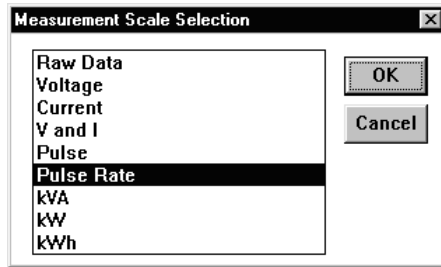 Measurement Scale Selection
Raw Data
Voltage
Current
V and I
Pulse
Pulse Rate
kVA
kW
kWh
OK
Cancel